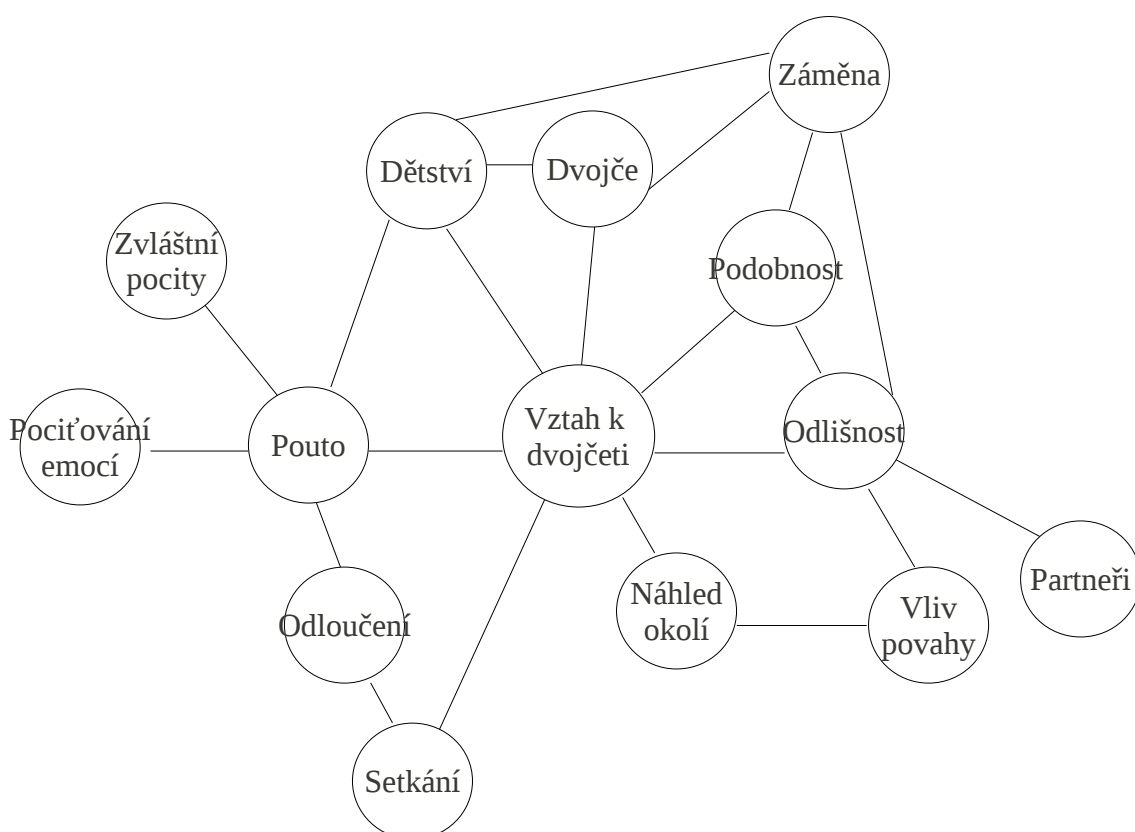 Záměna
Dětství
Dvojče
Zvláštní
pocity
Podobnost
Pociťování
emocí
Pouto
Vztah k
dvojčeti
Odlišnost
Náhled
okolí
Vliv
povahy
Partneři
Odloučení
Setkání